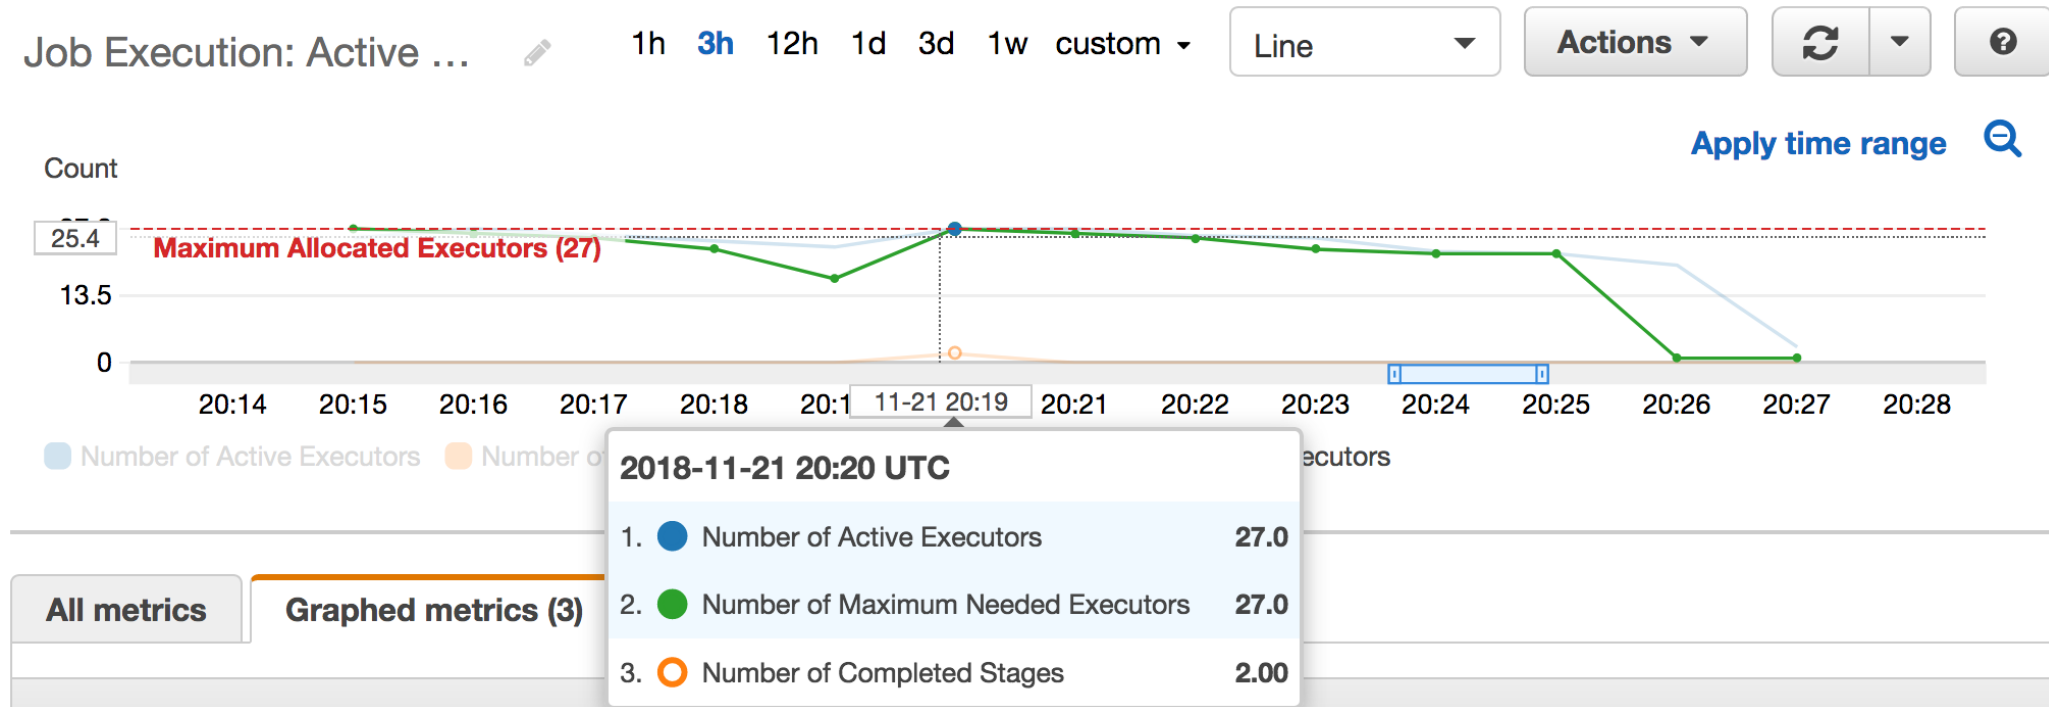 Job Execution: Active ...
1h 3h 12h 1d 3d 1w custom
Line
Actions
?
Apply time range
Count
25.4
Maximum Allocated Executors (27)
13.5
0
20:14 20:15 20:16 20:17 20:18 20:1 11-21 20:19 20:21 20:22 20:23 20:24 20:25 20:26 20:27 20:28
Number of Active Executors Number o ecutors
2018-11-21 20:20 UTC
1. Number of Active Executors 27.0
2. Number of Maximum Needed Executors 27.0
3. Number of Completed Stages 2.00
All metrics Graphed metrics (3)